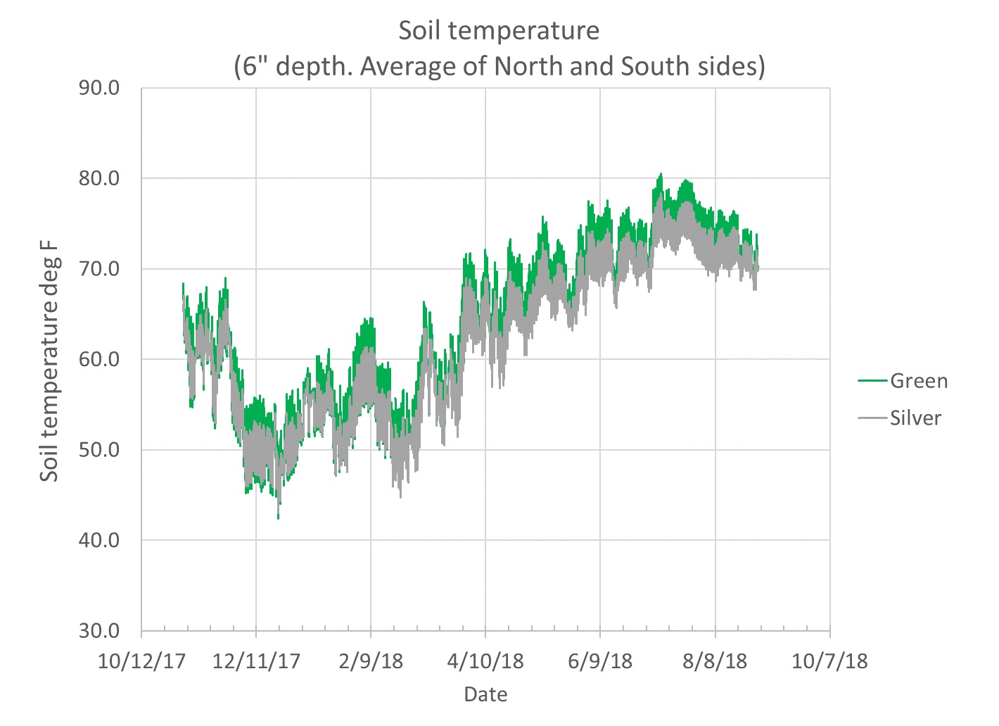 Soil temperature
(6" depth. Average of North and South sides)
90.0
80.0
70.0
60.0
50.0
40.0
30.0
Soil temperature deg F
10/12/17 12/11/17 2/9/18 4/10/18 6/9/18 8/8/18 10/7/18
Date
Green
Silver